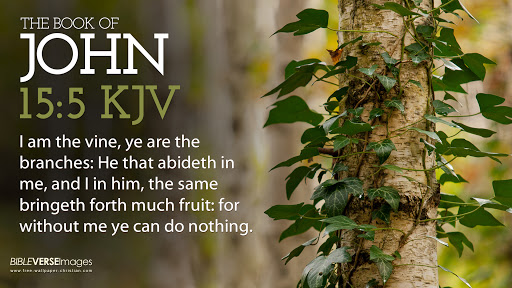 THE BOOK OF
JOHN
15:5 KJV
I am the vine, ye are the
branches: He that abideth in
me, and I in him, the same
bringeth forth much fruit: for
without me ye can do nothing.
BIBLEVERSEImages
www.free-wallpaper.christian.com